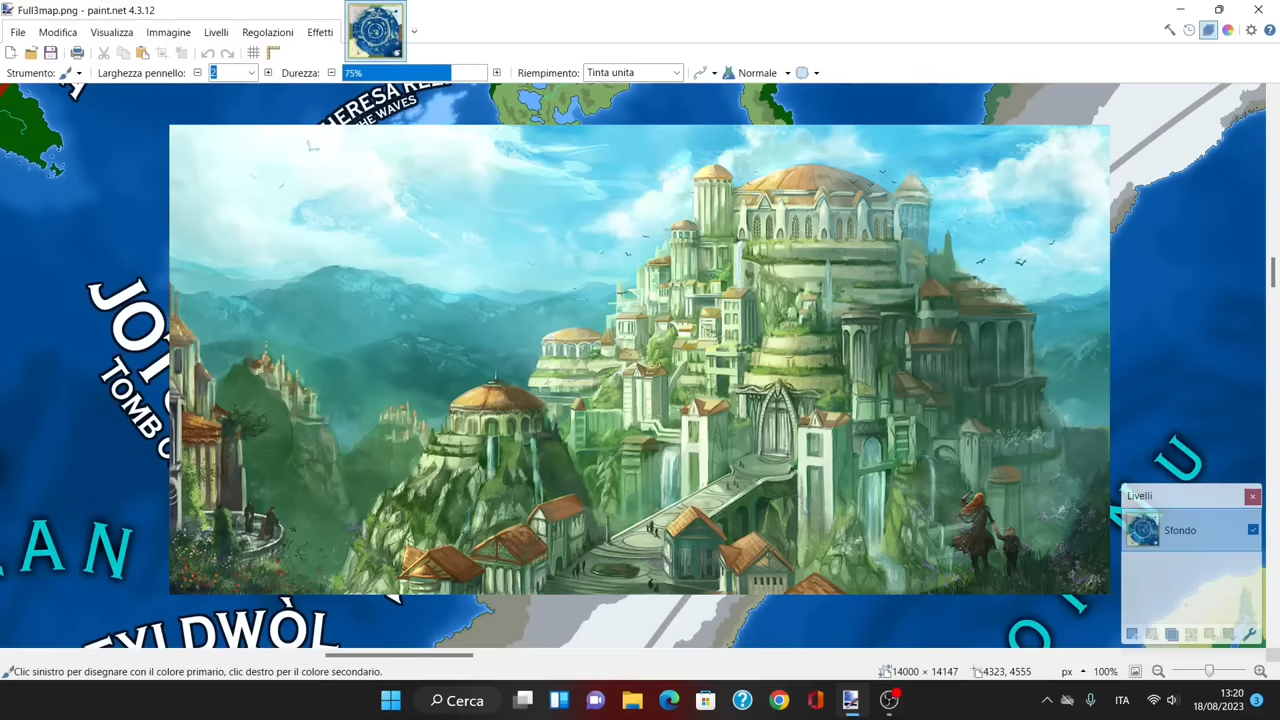 Full3map.png - paint.net 4.3.12
File Modifica Visualizza Immagine Livelli Regolazioni Effetti
Strumento: Larghezza pennello: 2 Durezza: 75% Riempimento: Tinta unita Normale
A
THERESA
THE WAVES
TOMB
AN
U
O
Livelli
Sfondo
Clic sinistro per disegnare con il colore primario, clic destro per il colore secondario.
14000 × 14147 4323, 4555 px 100%
Cerca
ITA
13:20
18/08/2023
3